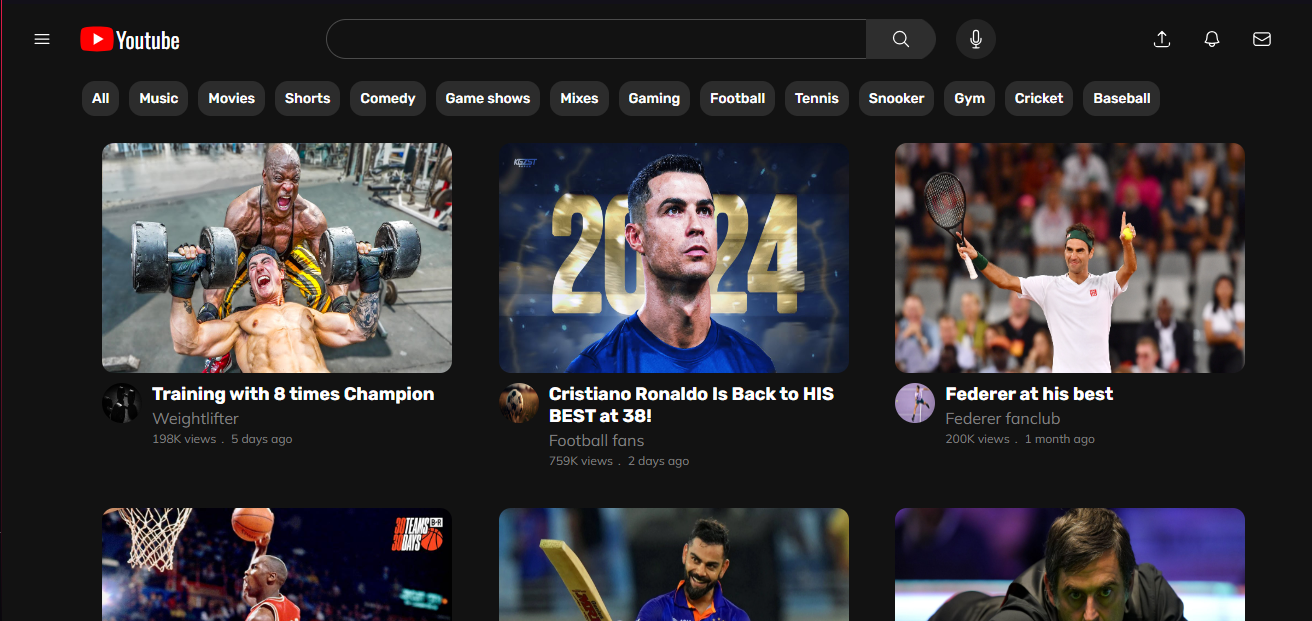 Youtube
All Music Movies Shorts Comedy Game shows Mixes Gaming Football Tennis Snooker Gym Cricket Baseball
KGZST
2024
Training with 8 times Champion
Weightlifter
198K views . 5 days ago
Cristiano Ronaldo Is Back to HIS
BEST at 38!
Football fans
759K views . 2 days ago
Federer at his best
Federer fanclub
200K views . 1 month ago
30 TEAMS B/R
30 DAYS